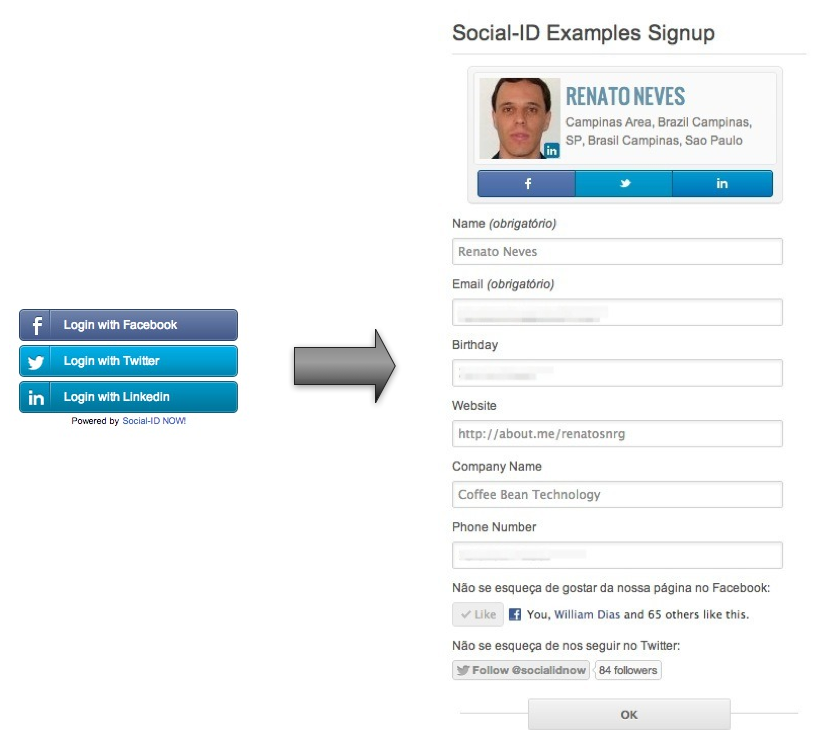 Login with Facebook
Login with Twitter
Login with LinkedIn
Powered by Social-ID NOW!
Social-ID Examples Signup
RENATO NEVES
Campinas Area, Brazil Campinas,
SP, Brasil Campinas, Sao Paulo
Name (obrigatório)
Renato Neves
Email (obrigatório)
Birthday
Website
http://about.me/renatosnrg
Company Name
Coffee Bean Technology
Phone Number
Não se esqueça de gostar da nossa página no Facebook:
Like You, William Dias and 65 others like this.
Não se esqueça de nos seguir no Twitter:
Follow @socialidnow 84 followers
OK